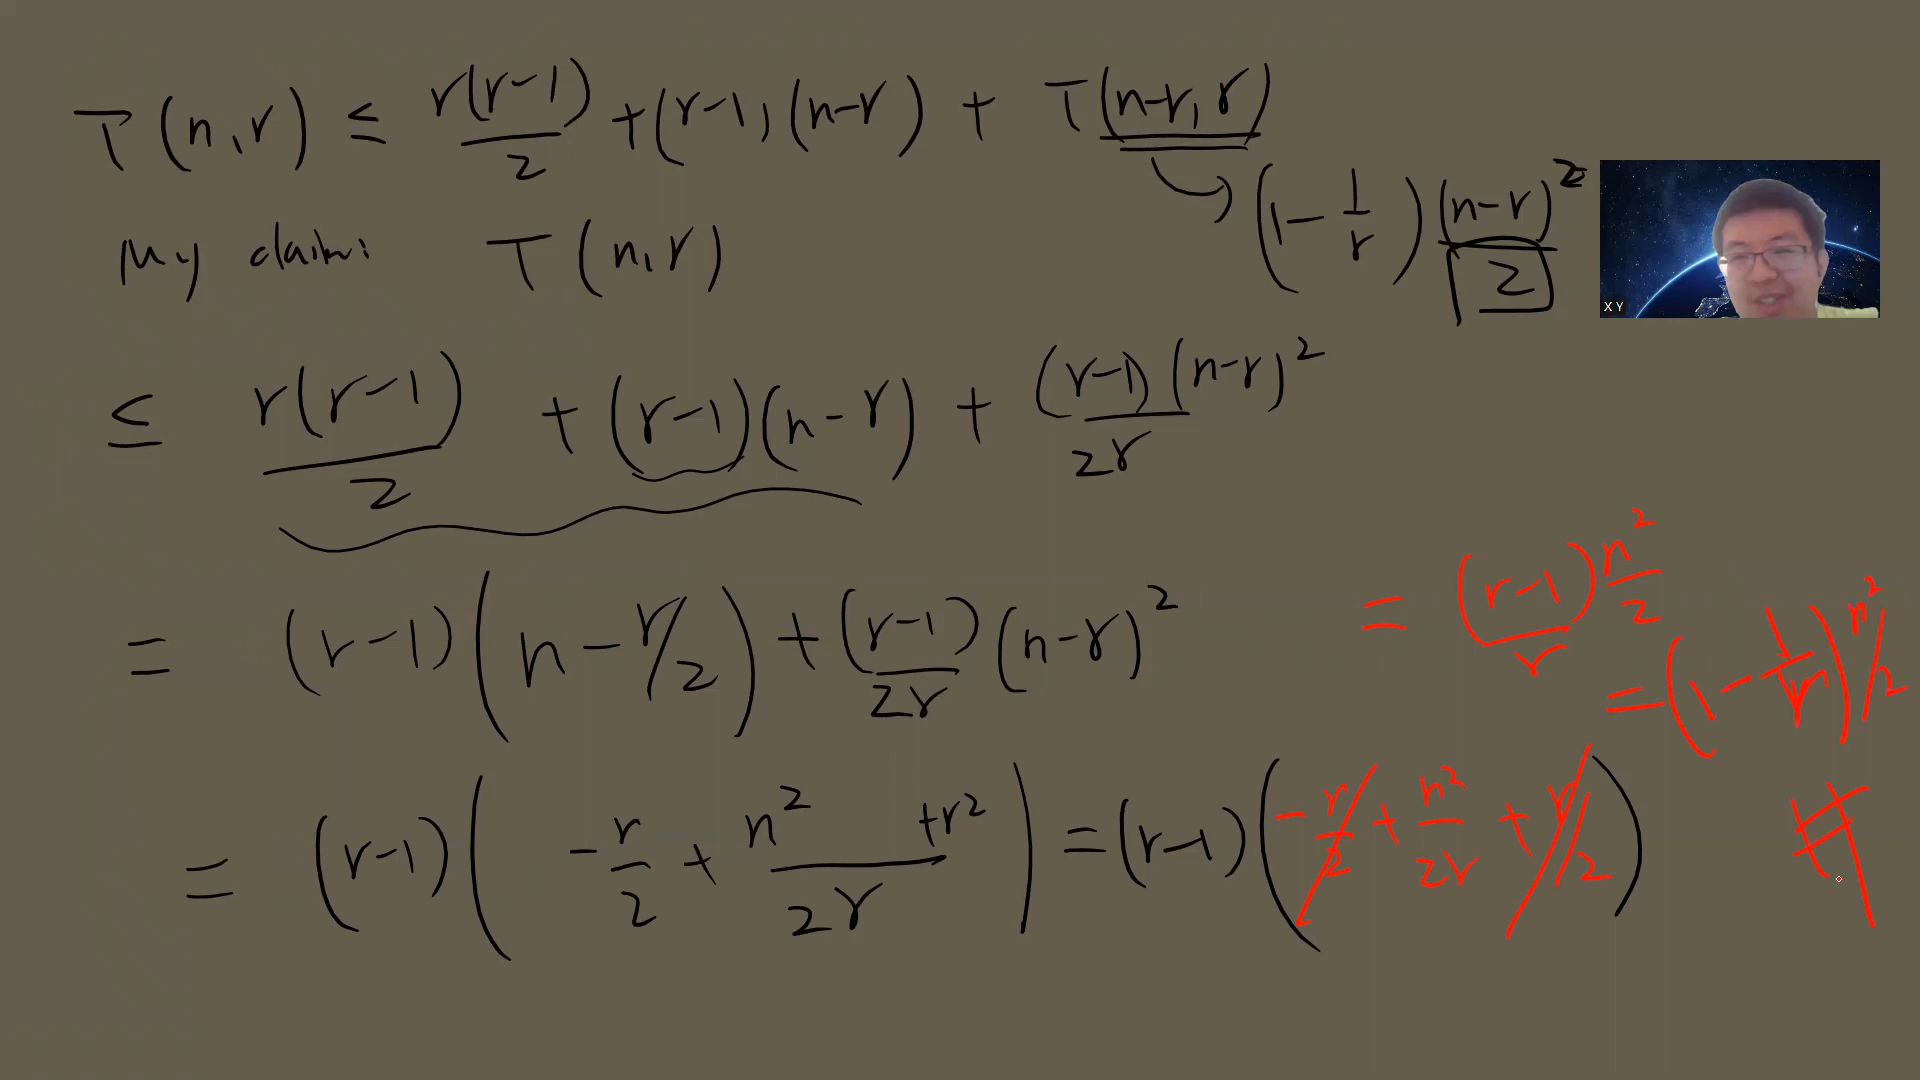 T(n,r) ≤ r(r-1)/2 + (r-1)(n-r) + T(n-r,r)
→ (1-1/r)(n-r)²/2
My claim: T(n,r)
≤ r(r-1)/2 + (r-1)(n-r) + (r-1)(n-r)²/2r
= (r-1)(n-r/2) + (r-1)/2r (n-r)²
= (r-1)(-r/2 + n² +r²/2r) = (r-1)(-r/2 + n²/2r + r/2)
= (r-1)/r n²/2
= (1-1/r) n²/2
#
X Y